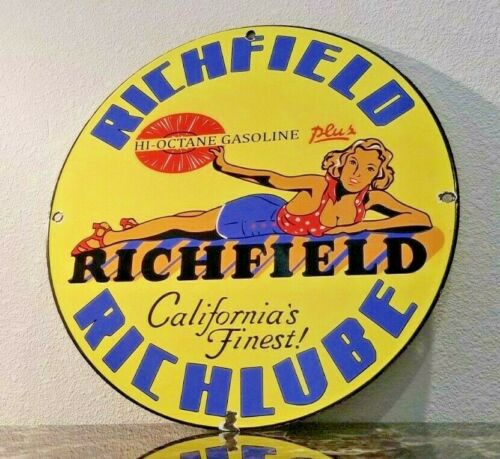 RICHFIELD
HI-OCTANE GASOLINE plus
RICHFIELD
California's
Finest!
RICHLUBE